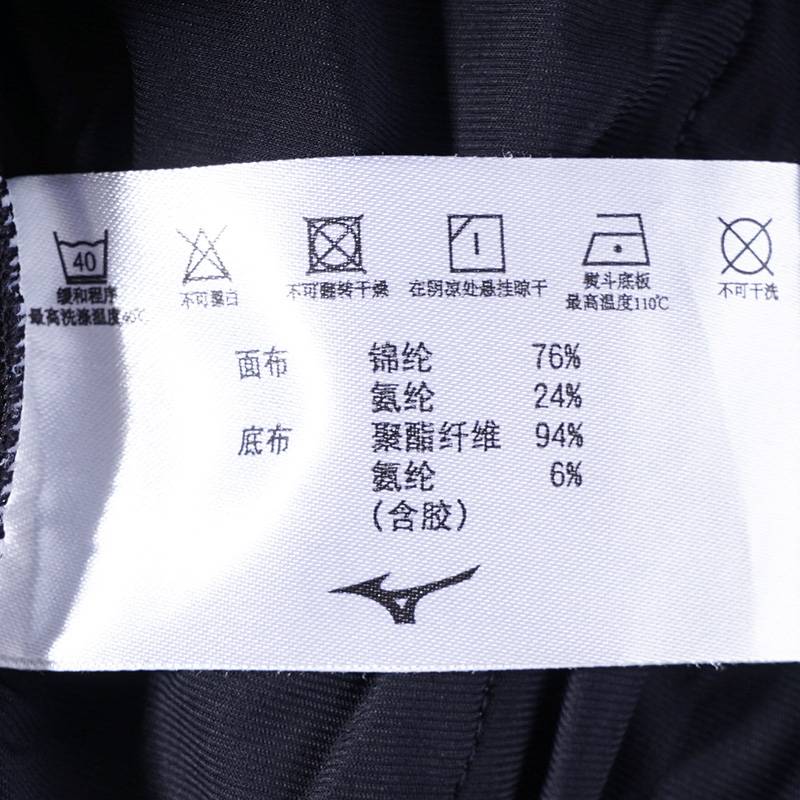 40
缓和程序
最高洗涤温度40℃
不可漂白
不可翻转干燥
在阴凉处悬挂晾干
熨斗底板
最高温度110℃
不可干洗
面布 锦纶 76%
氨纶 24%
底布 聚酯纤维 94%
氨纶 6%
(含胶)